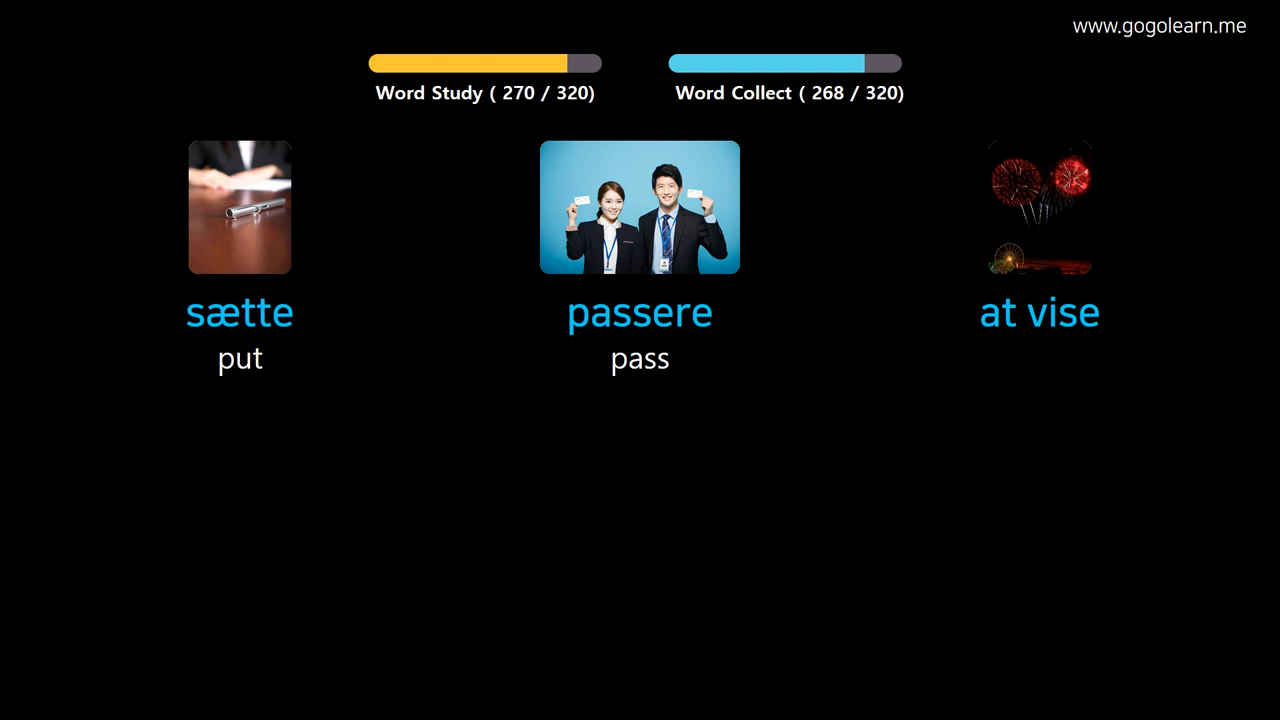 www.gogolearn.me
Word Study ( 270 / 320)
Word Collect ( 268 / 320)
sætte
passere
at vise
put
pass